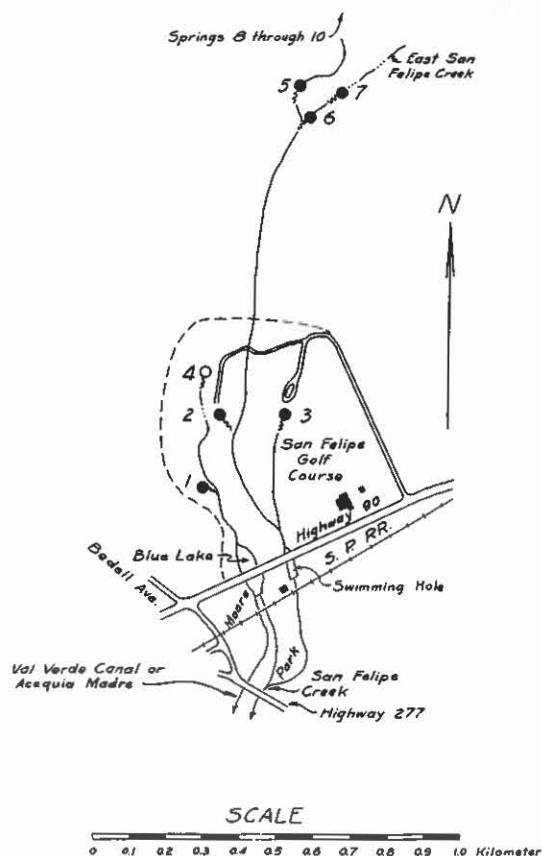 Springs 8 through 10
East San
Felipe Creek
5
7
6
N
4
2
3
San Felipe
Golf
Course
1
Highway 90
S. P. RR.
Blue Lake
Bedell Ave.
Swimming Hole
Moore
Park
Val Verde Canal or
Acequia Madre
San Felipe
Creek
Highway 277
SCALE
0 0.1 0.2 0.3 0.4 0.5 0.6 0.7 0.8 0.9 1.0 Kilometer